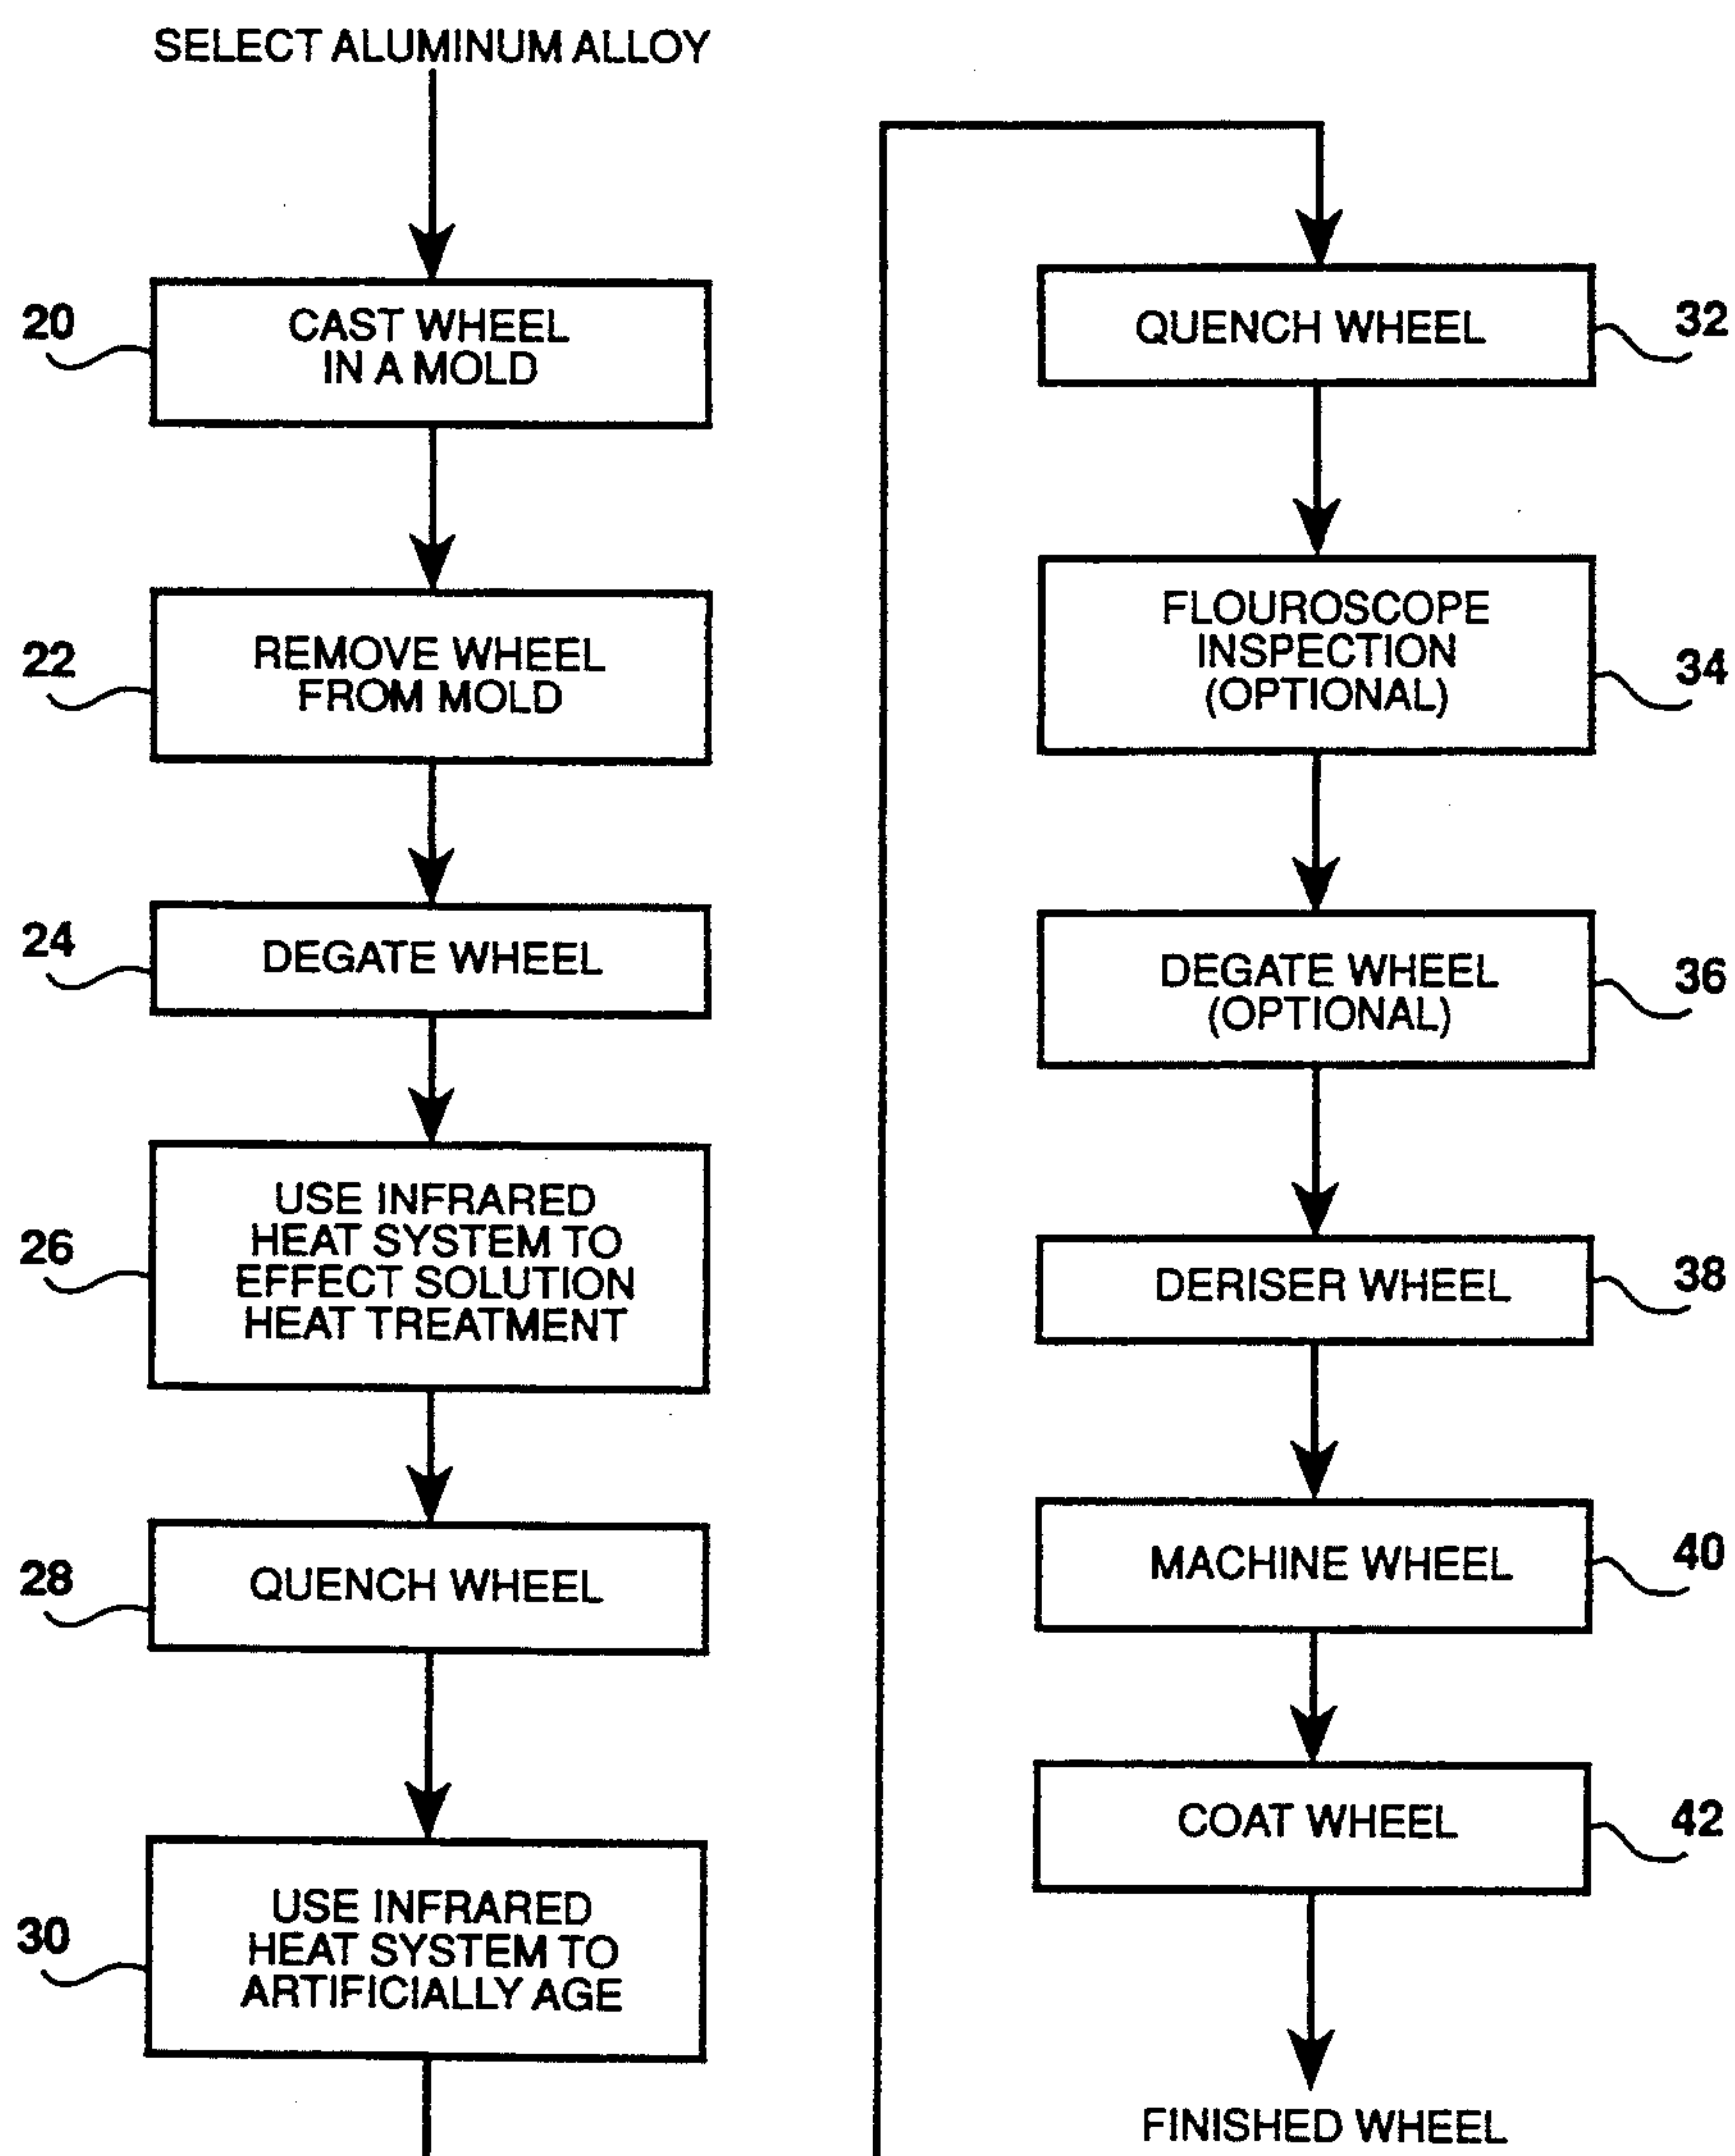 SELECT ALUMINUM ALLOY
20
CAST WHEEL
IN A MOLD
22
REMOVE WHEEL
FROM MOLD
24
DEGATE WHEEL
26
USE INFRARED
HEAT SYSTEM TO
EFFECT SOLUTION
HEAT TREATMENT
28
QUENCH WHEEL
30
USE INFRARED
HEAT SYSTEM TO
ARTIFICIALLY AGE
QUENCH WHEEL
32
FLOUROSCOPE
INSPECTION
(OPTIONAL)
34
DEGATE WHEEL
(OPTIONAL)
36
DERISER WHEEL
38
MACHINE WHEEL
40
COAT WHEEL
42
FINISHED WHEEL